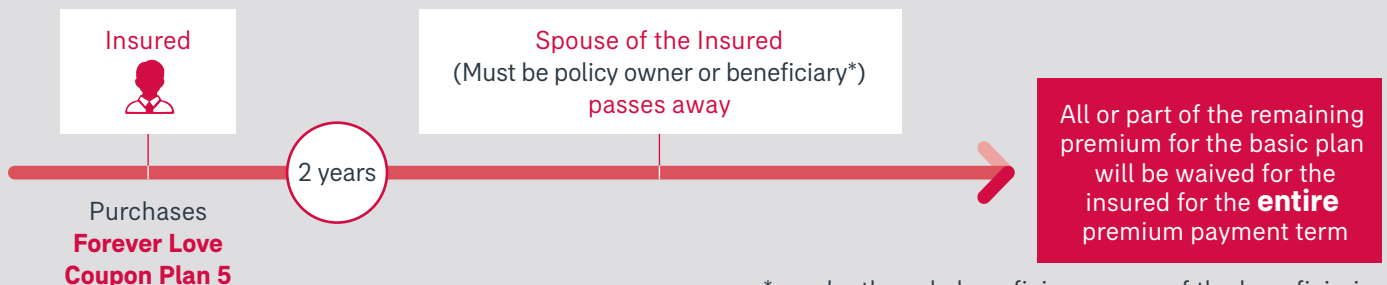 Insured
Spouse of the Insured
(Must be policy owner or beneficiary*)
passes away
All or part of the remaining
premium for the basic plan
will be waived for the
insured for the entire
premium payment term
2 years
Purchases
Forever Love
Coupon Plan 5